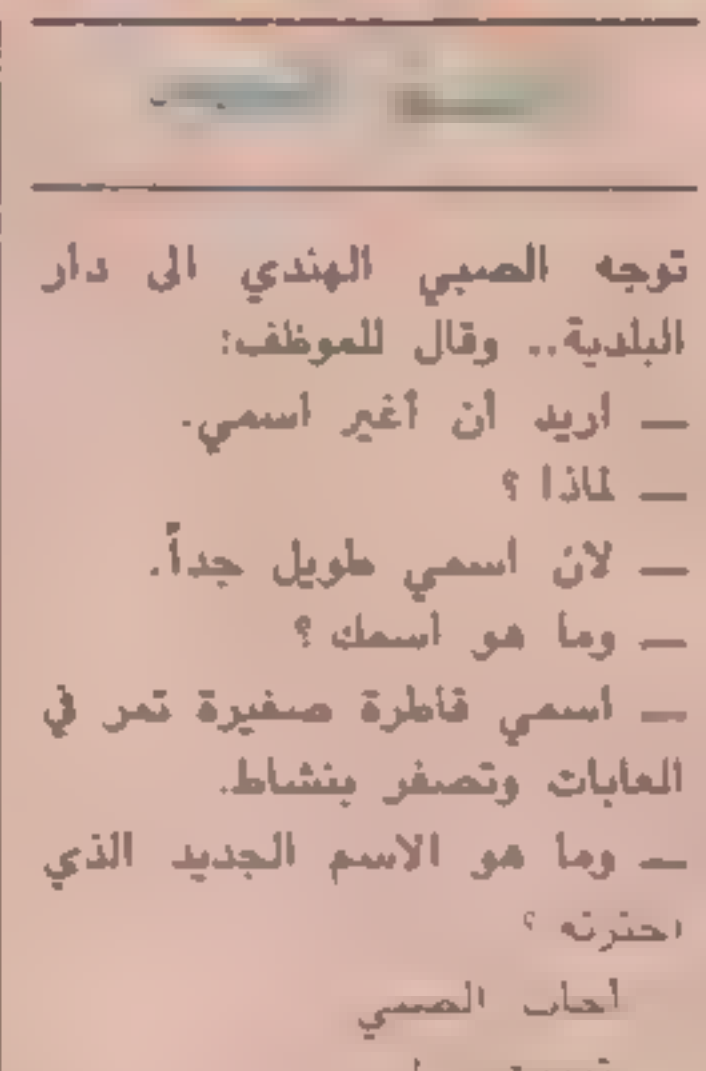 توجه الصبي الهندي الى دار
البلدية.. وقال للموظف:
— اريد أن أغير اسمي.
— لماذا ؟
— لان اسمي طويل جداً.
— وما هو اسمك ؟
— اسمي قاطرة صغيرة تمر في
الغابات وتصفر بنشاط.
— وما هو الاسم الجديد الذي
اخترته ؟
أجاب الصبي